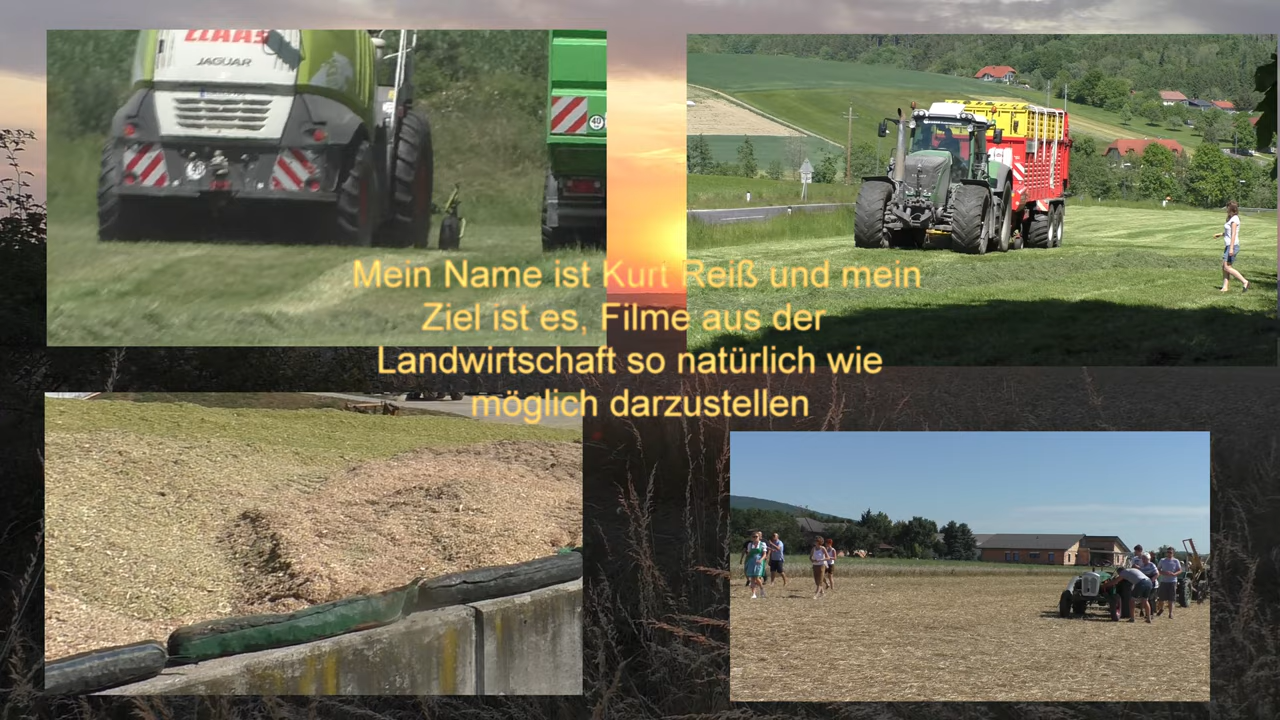 CLAAS
JAGUAR
40
Mein Name ist Kurt Reiß und mein
Ziel ist es, Filme aus der
Landwirtschaft so natürlich wie
möglich darzustellen